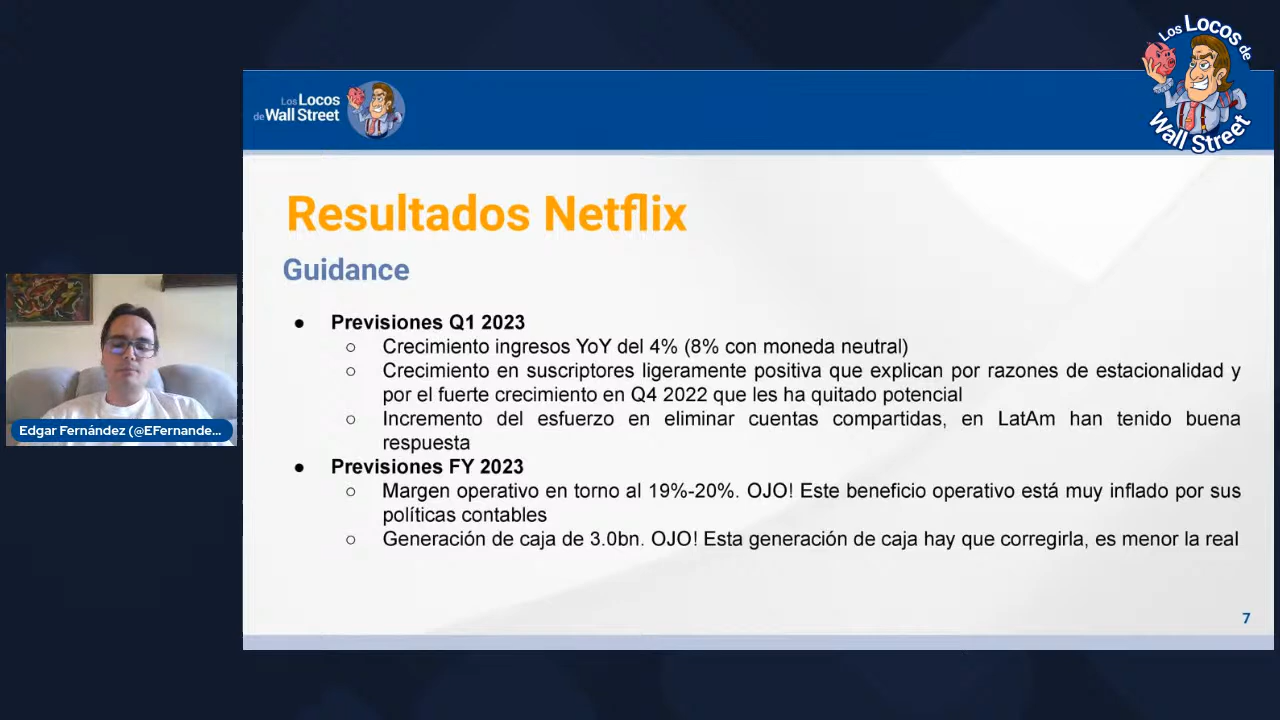 Los Locos de
Wall Street
Los Locos
de Wall Street
Resultados Netflix
Guidance
● Previsiones Q1 2023
○ Crecimiento ingresos YoY del 4% (8% con moneda neutral)
○ Crecimiento en suscriptores ligeramente positiva que explican por razones de estacionalidad y
por el fuerte crecimiento en Q4 2022 que les ha quitado potencial
○ Incremento del esfuerzo en eliminar cuentas compartidas, en LatAm han tenido buena
respuesta
● Previsiones FY 2023
○ Margen operativo en torno al 19%-20%. OJO! Este beneficio operativo está muy inflado por sus
políticas contables
○ Generación de caja de 3.0bn. OJO! Esta generación de caja hay que corregirla, es menor la real
Edgar Fernández (@EFernande...
7